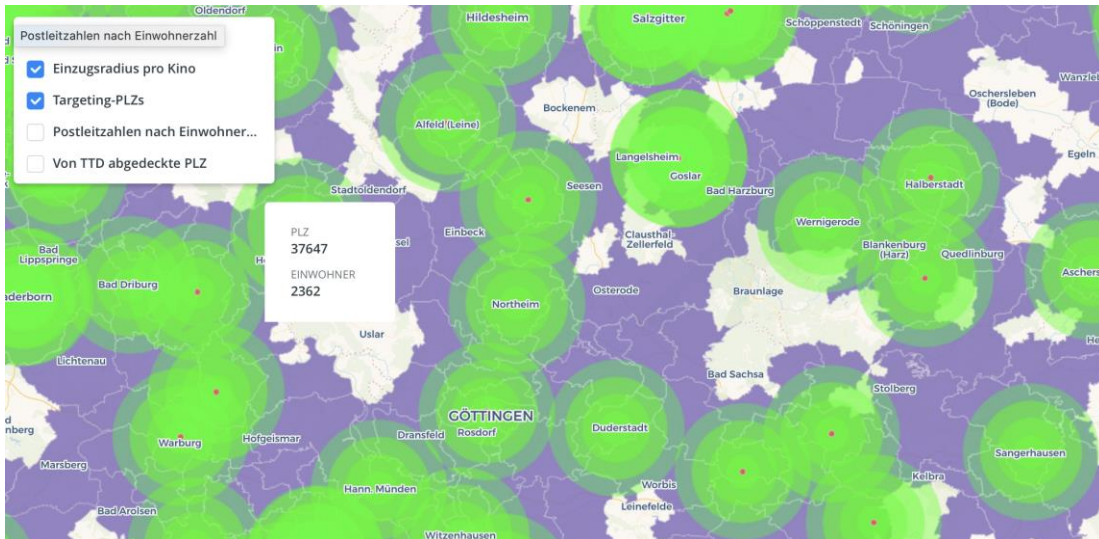 Oldendorf
Hildesheim
Salzgitter
Schöppenstedt
Schöningen
Postleitzahlen nach Einwohnerzahl
Einzugsradius pro Kino
Targeting-PLZs
Postleitzahlen nach Einwohner...
Von TTD abgedeckte PLZ
Wanzle
Oschersleben
(Bode)
Bockenem
Alfeld (Leine)
Egeln
Langelsheim
Goslar
Bad Harzburg
Halberstadt
Stadtoldendorf
Seesen
Wernigerode
Einbeck
Clausthal-
Zellerfeld
Blankenburg
(Harz)
Quedlinburg
Bad
Lippspringe
PLZ
37647
EINWOHNER
2362
Aschers
aderborn
Bad Driburg
Northeim
Osterode
Braunlage
Uslar
Lichtenau
Bad Sachsa
Stolberg
GÖTTINGEN
Rosdorf
Dransfeld
Duderstadt
nberg
Warburg
Hofgeismar
Marsberg
Sangerhausen
Kelbra
Hann. Münden
Worbis
Leinefelde
Bad Arolsen
Witzenhausen